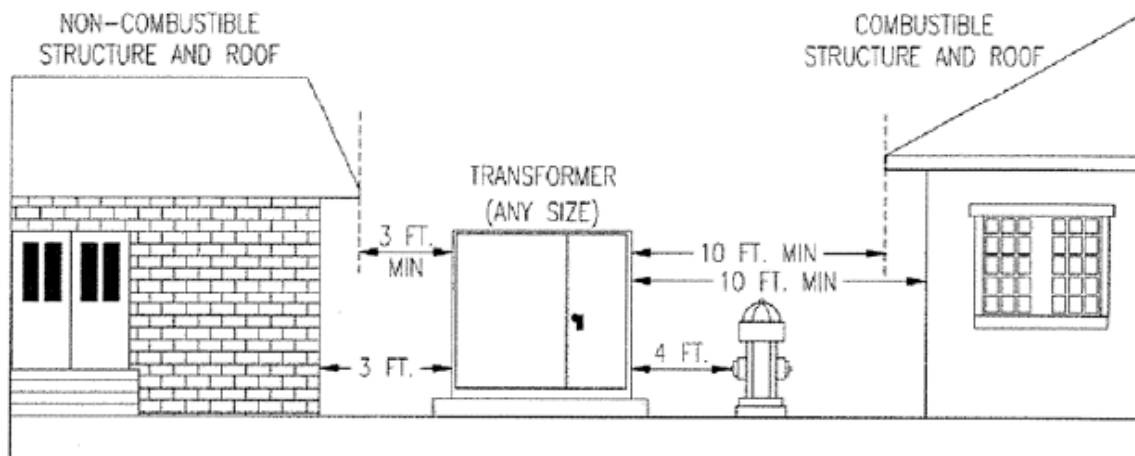 NON-COMBUSTIBLE
STRUCTURE AND ROOF
COMBUSTIBLE
STRUCTURE AND ROOF
TRANSFORMER
(ANY SIZE)
3 FT.
MIN
10 FT. MIN
10 FT. MIN
3 FT.
4 FT.